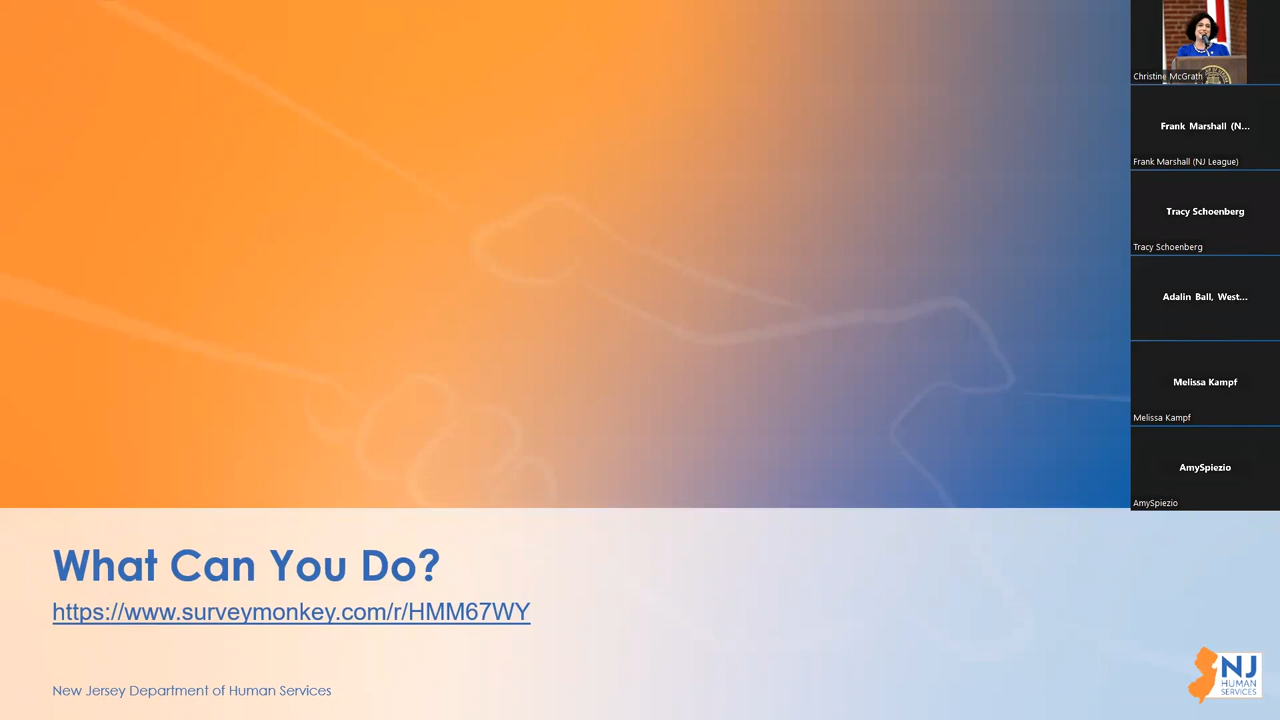 What Can You Do?
https://www.surveymonkey.com/r/HMM67WY
New Jersey Department of Human Services
NJ
HUMAN
SERVICES
Christine McGrath
Frank Marshall (N...
Frank Marshall (NJ League)
Tracy Schoenberg
Tracy Schoenberg
Adalin Ball, West...
Melissa Kampf
Melissa Kampf
AmySpiezio
AmySpiezio